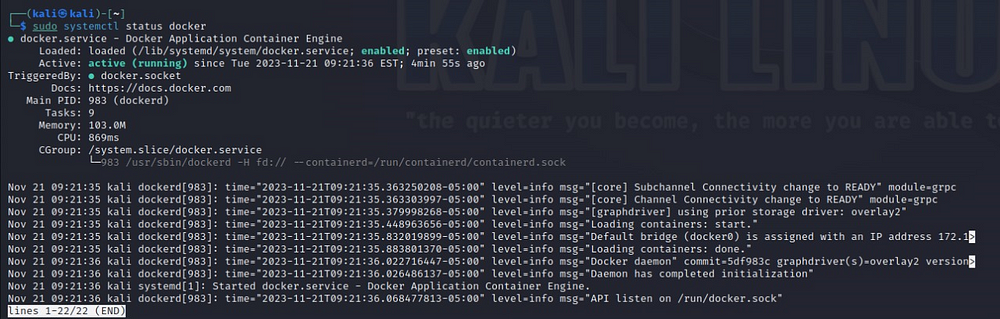 ┌──(kali㉿kali)-[~]
└─$ sudo systemctl status docker
● docker.service - Docker Application Container Engine
Loaded: loaded (/lib/systemd/system/docker.service; enabled; preset: enabled)
Active: active (running) since Tue 2023-11-21 09:21:36 EST; 4min 55s ago
TriggeredBy: ● docker.socket
Docs: https://docs.docker.com
Main PID: 983 (dockerd)
Tasks: 9
Memory: 103.0M
CPU: 869ms
CGroup: /system.slice/docker.service
└─983 /usr/sbin/dockerd -H fd:// --containerd=/run/containerd/containerd.sock
Nov 21 09:21:35 kali dockerd[983]: time="2023-11-21T09:21:35.363250208-05:00" level=info msg="[core] Subchannel Connectivity change to READY" module=grpc
Nov 21 09:21:35 kali dockerd[983]: time="2023-11-21T09:21:35.363303997-05:00" level=info msg="[core] Channel Connectivity change to READY" module=grpc
Nov 21 09:21:35 kali dockerd[983]: time="2023-11-21T09:21:35.379998268-05:00" level=info msg="[graphdriver] using prior storage driver: overlay2"
Nov 21 09:21:35 kali dockerd[983]: time="2023-11-21T09:21:35.448963656-05:00" level=info msg="Loading containers: start."
Nov 21 09:21:35 kali dockerd[983]: time="2023-11-21T09:21:35.832019899-05:00" level=info msg="Default bridge (docker0) is assigned with an IP address 172.1>
Nov 21 09:21:35 kali dockerd[983]: time="2023-11-21T09:21:35.883801370-05:00" level=info msg="Loading containers: done."
Nov 21 09:21:36 kali dockerd[983]: time="2023-11-21T09:21:36.022716447-05:00" level=info msg="Docker daemon" commit=5df983c graphdriver(s)=overlay2 version>
Nov 21 09:21:36 kali dockerd[983]: time="2023-11-21T09:21:36.026486137-05:00" level=info msg="Daemon has completed initialization"
Nov 21 09:21:36 kali systemd[1]: Started docker.service - Docker Application Container Engine.
Nov 21 09:21:36 kali dockerd[983]: time="2023-11-21T09:21:36.068477813-05:00" level=info msg="API listen on /run/docker.sock"
lines 1-22/22 (END)
KALI LINU
"the quieter you become, the more you are able to